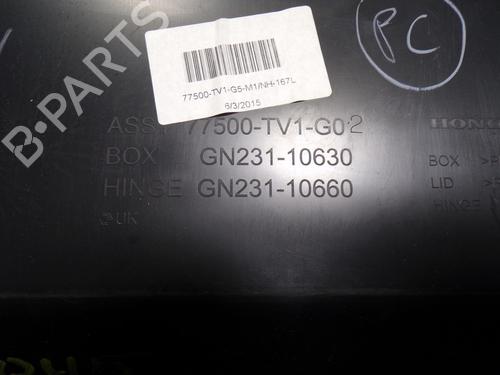 PC
77500-TV1-G5-M1/NH-167L
6/3/2015
ASSY 77500-TV1-G02
BOX GN231-10630
HINGE GN231-10660
UK
BOX >P
LID >P
HINGE
B-PARTS